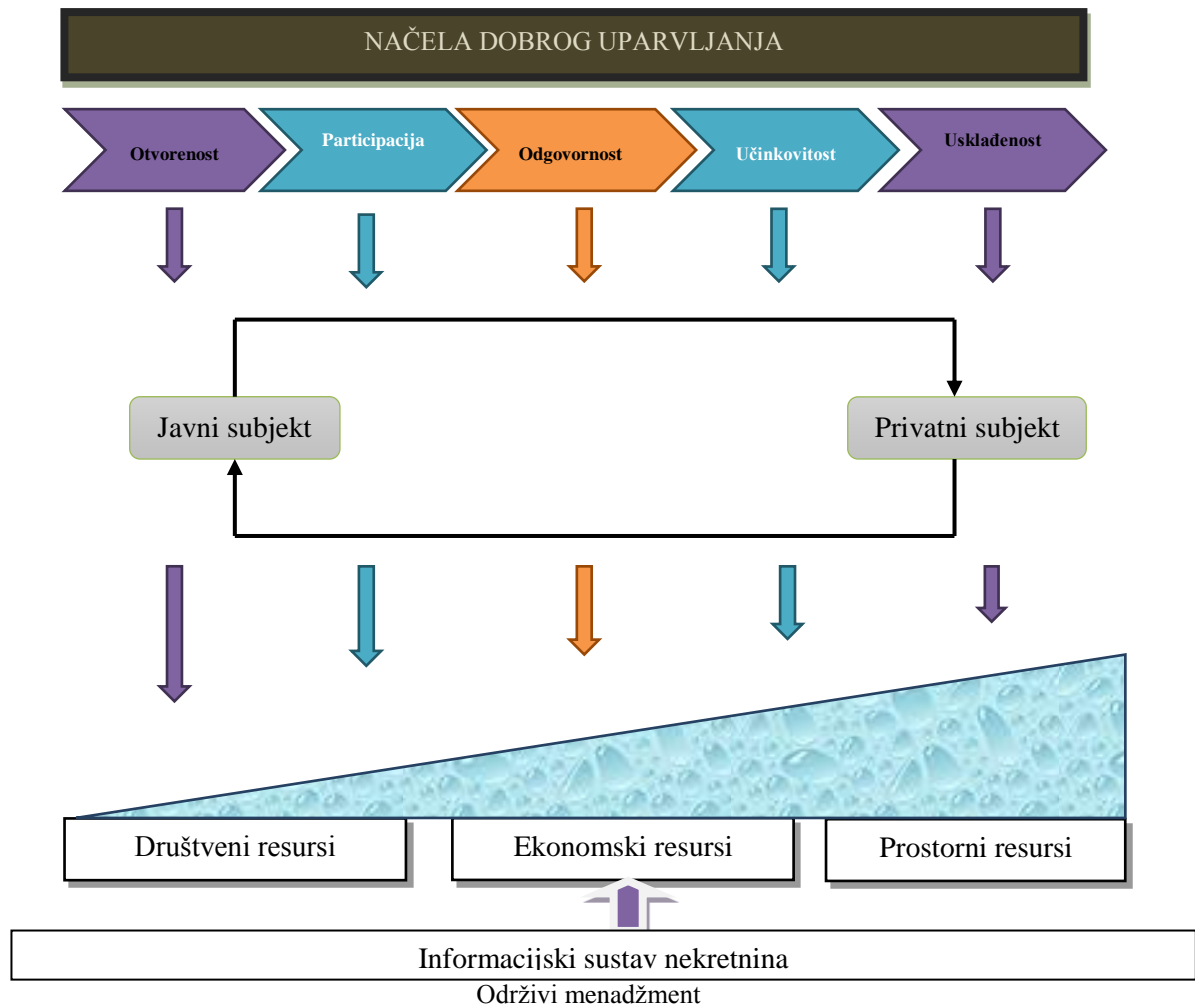 NAČELA DOBROG UPARVLJANJA
Otvorenost
Participacija
Odgovornost
Učinkovitost
Usklađenost
Javni subjekt
Privatni subjekt
Društveni resursi
Ekonomski resursi
Prostorni resursi
Informacijski sustav nekretnina
Održivi menadžment